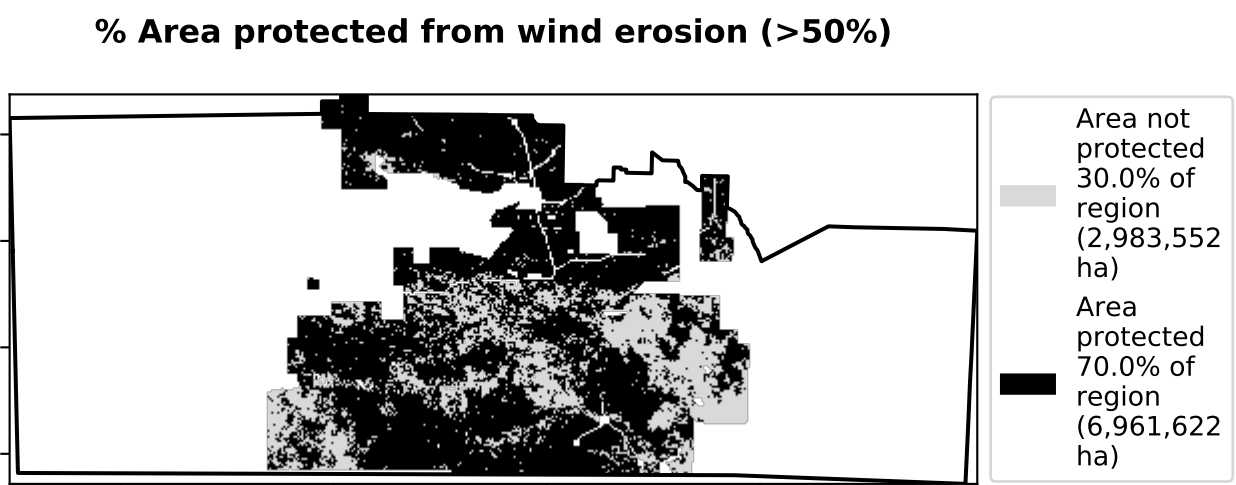 % Area protected from wind erosion (>50%)
Area not
protected
30.0% of
region
(2,983,552
ha)
Area
protected
70.0% of
region
(6,961,622
ha)